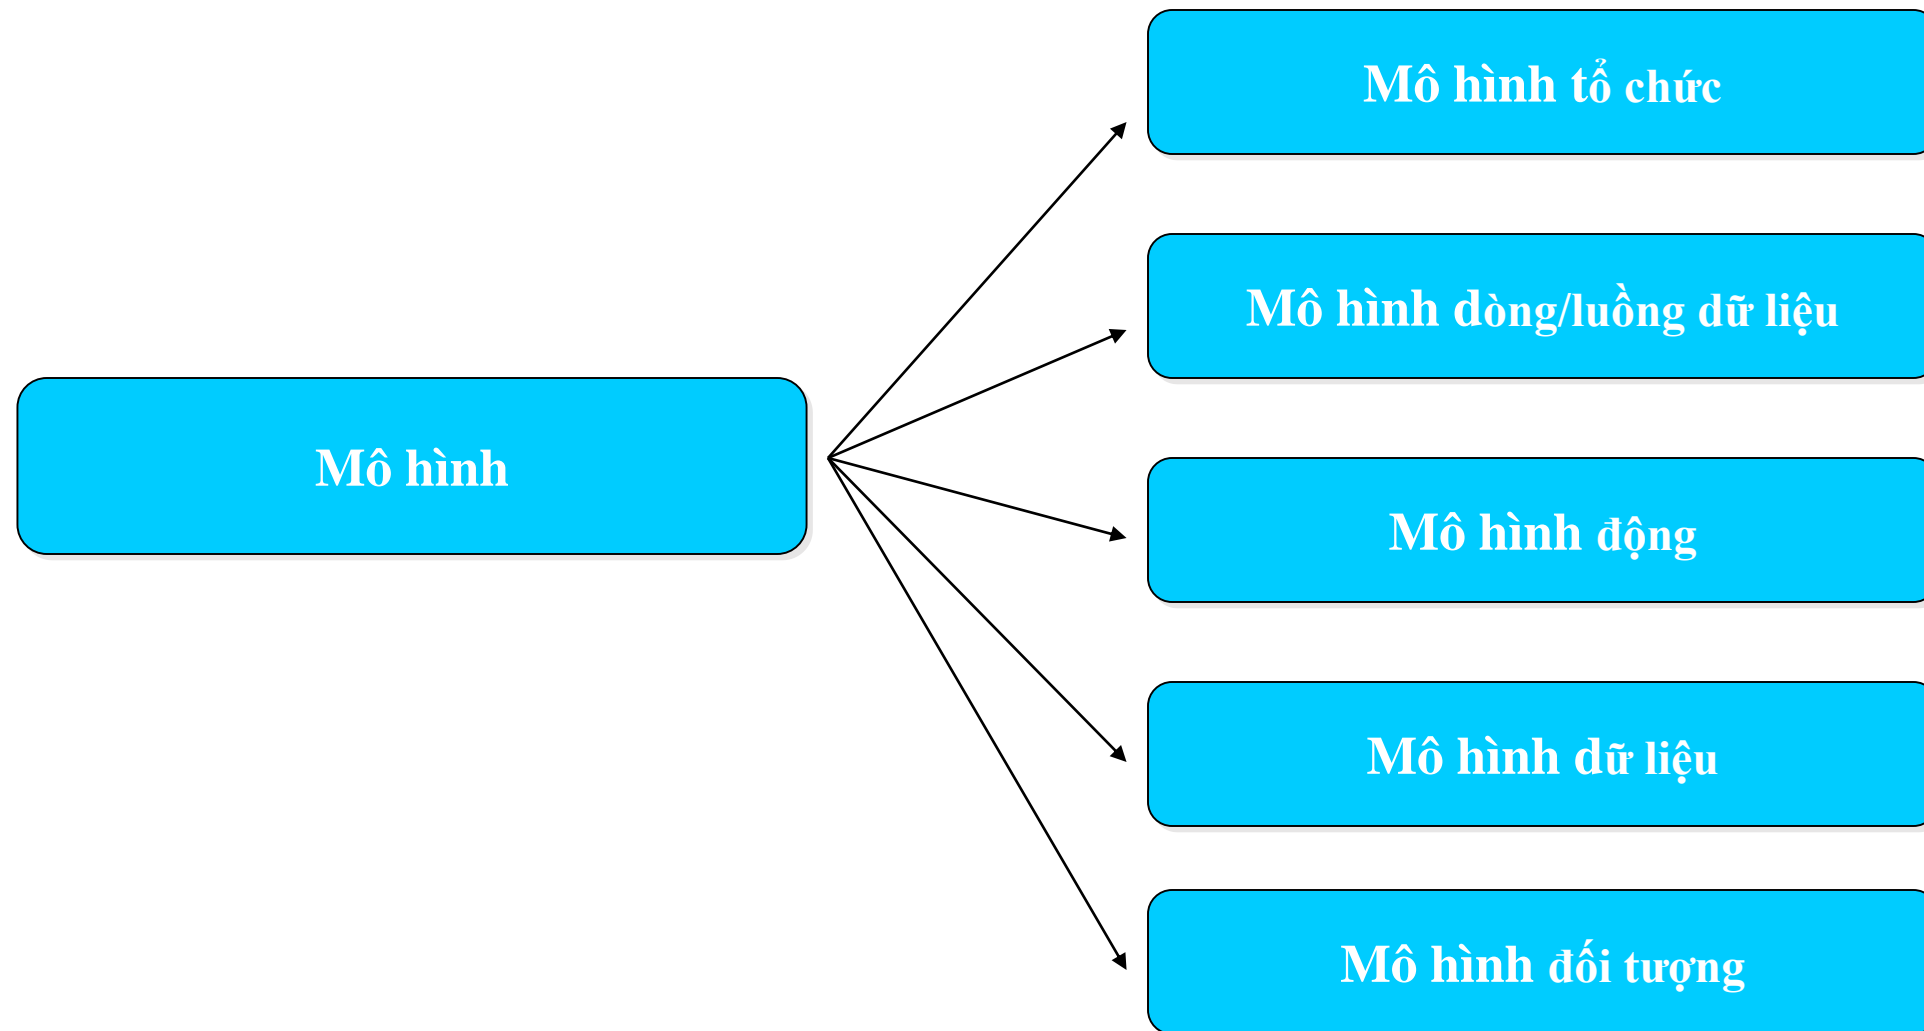 Mô hình tổ chức
Mô hình dòng/luồng dữ liệu
Mô hình
Mô hình động
Mô hình dữ liệu
Mô hình đối tượng